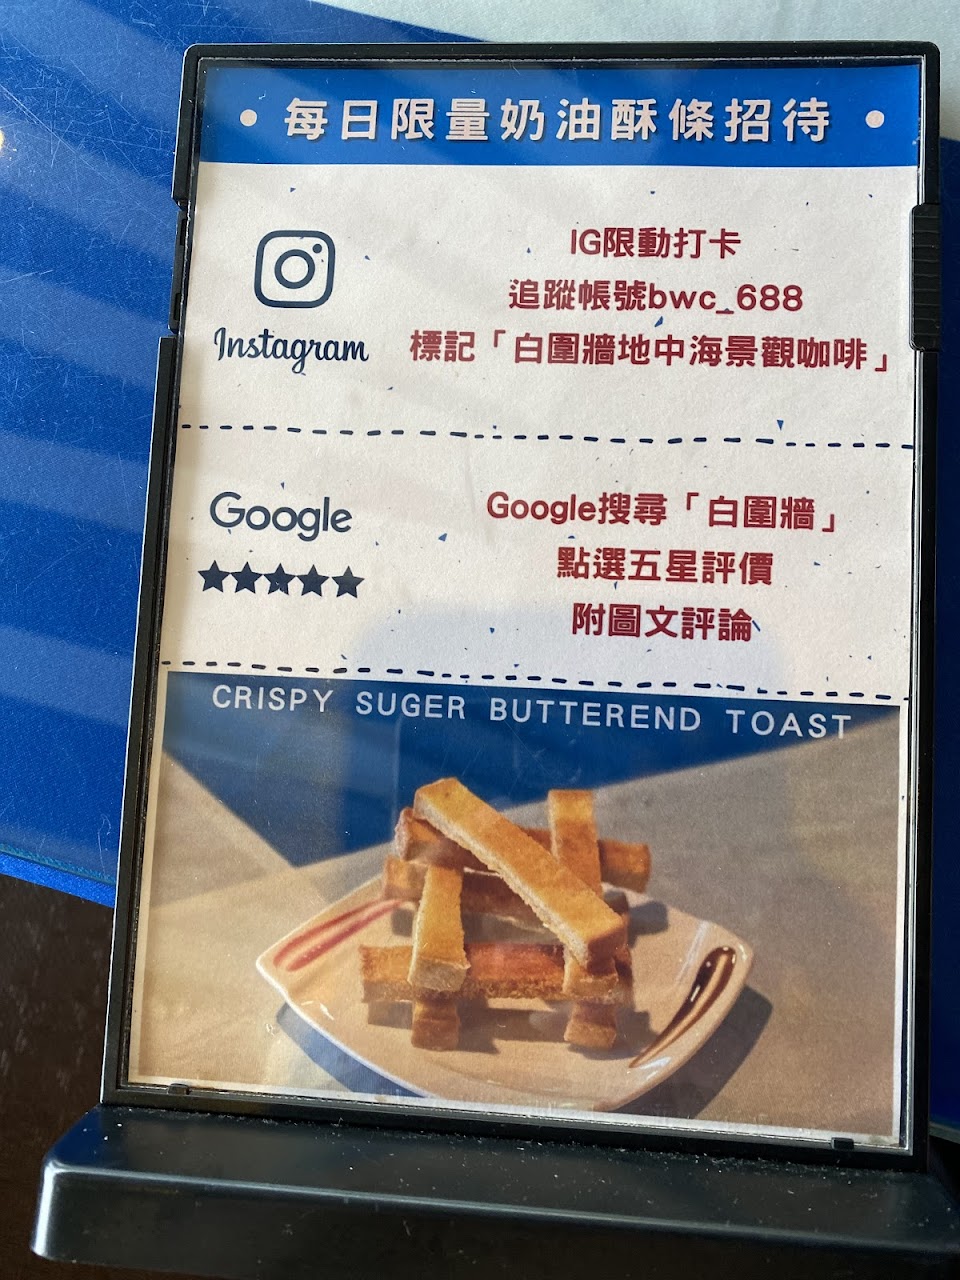 • 每日限量奶油酥條招待 •
Instagram
IG限動打卡
追蹤帳號bwc_688
標記「白圍牆地中海景觀咖啡」
Google
★★★★★
Google搜尋「白圍牆」
點選五星評價
附圖文評論
CRISPY SUGER BUTTEREND TOAST